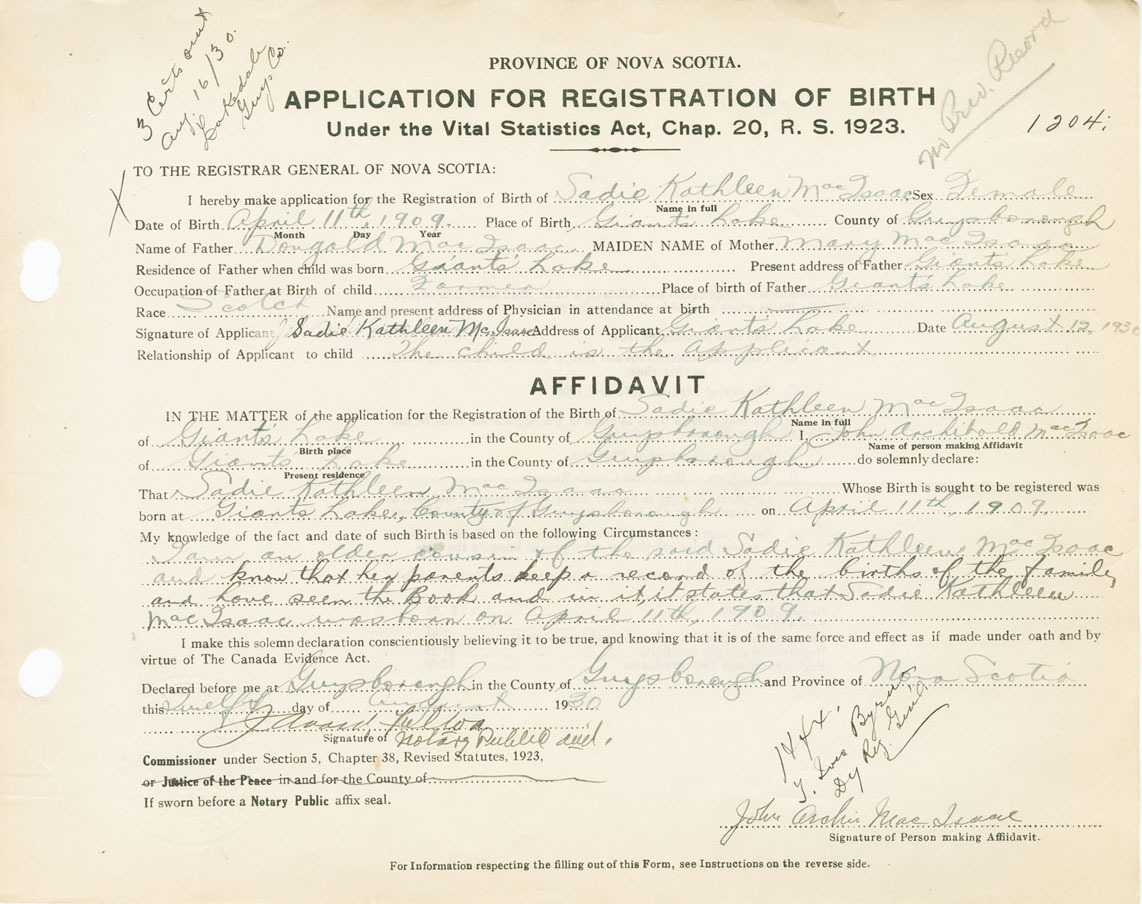 3 Certs sent
Aug. 16/30.
Lakedale
Guys Co.
No Prev. Record
PROVINCE OF NOVA SCOTIA.
APPLICATION FOR REGISTRATION OF BIRTH
Under the Vital Statistics Act, Chap. 20, R. S. 1923.
1204.
X
TO THE REGISTRAR GENERAL OF NOVA SCOTIA:
I hereby make application for the Registration of Birth of Sadie Kathleen MacIsaac Sex Female
Name in full
Date of Birth April 11th, 1909. Place of Birth Giants Lake County of Guysborough
Month Day Year
Name of Father Dougald MacIsaac MAIDEN NAME of Mother Mary MacIsaac
Residence of Father when child was born Giants' Lake Present address of Father Giants' Lake
Occupation of Father at Birth of child Farmer Place of birth of Father Giants' Lake
Race Scotch Name and present address of Physician in attendance at birth
Signature of Applicant Sadie Kathleen McIsaac Address of Applicant Giants' Lake Date August 12 1930
Relationship of Applicant to child The child is the applicant
AFFIDAVIT
IN THE MATTER of the application for the Registration of the Birth of Sadie Kathleen MacIsaac
Name in full
of Giants' Lake in the County of Guysborough I, John Archibald MacIsaac
Birth place Name of person making Affidavit
of Giants' Lake in the County of Guysborough do solemnly declare:
Present residence
That Sadie Kathleen MacIsaac Whose Birth is sought to be registered was
born at Giants Lake, County of Guysborough on April 11th, 1909.
My knowledge of the fact and date of such Birth is based on the following Circumstances:
I am an older cousin of the said Sadie Kathleen MacIsaac
and know that her parents keep a record of the births of the family
and have seen the Book and in it, it states that Sadie Kathleen
MacIsaac was born on April 11th, 1909.
I make this solemn declaration conscientiously believing it to be true, and knowing that it is of the same force and effect as if made under oath and by
virtue of The Canada Evidence Act.
Declared before me at Guysborough in the County of Guysborough and Province of Nova Scotia
this twelfth day of August 1930
Signature of Notary Public and.
Commissioner under Section 5, Chapter 38, Revised Statutes, 1923,
or Justice of the Peace in and for the County of
If sworn before a Notary Public affix seal.
Dy Reg. Gen'l.
John Archie MacIsaac
Signature of Person making Affidavit.
For Information respecting the filling out of this Form, see Instructions on the reverse side.